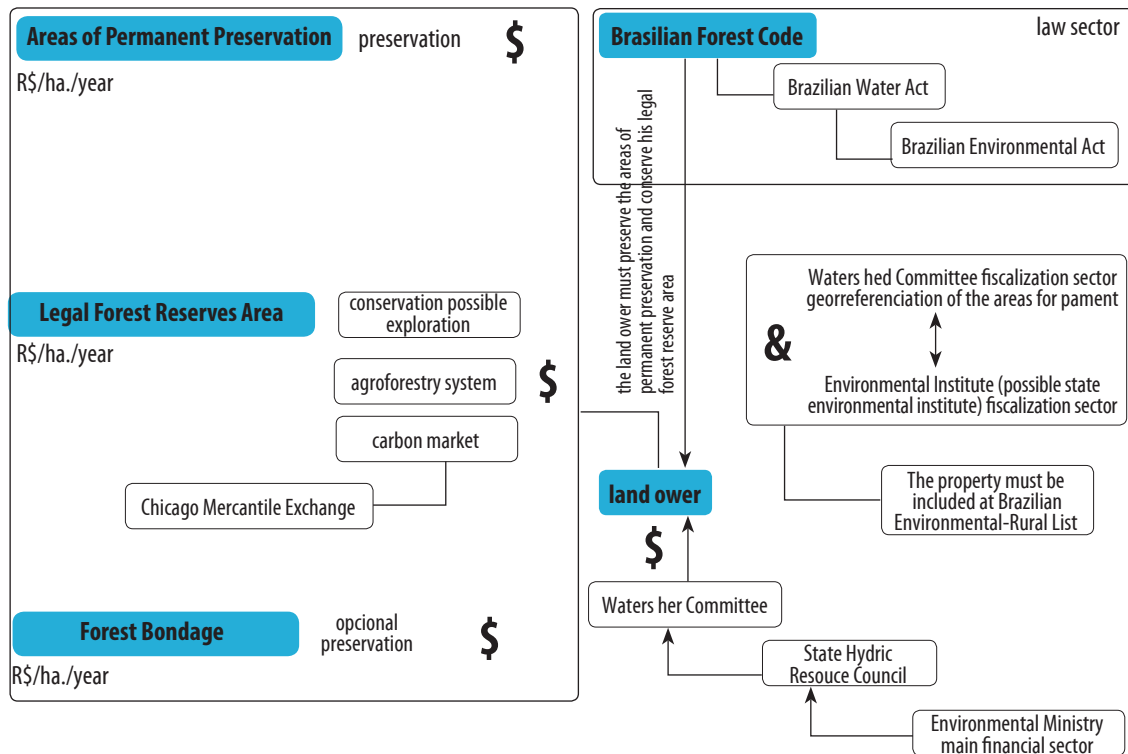 Areas of Permanent Preservation
preservation
$
R$/ha./year
Legal Forest Reserves Area
conservation possible
exploration
R$/ha./year
agroforestry system
$
carbon market
Chicago Mercantile Exchange
Forest Bondage
opcional
preservation
$
R$/ha./year
Brasilian Forest Code
law sector
Brazilian Water Act
Brazilian Environmental Act
the land ower must preserve the areas of
permanent preservation and conserve his legal
forest reserve area
&
Waters hed Committee fiscalization sector
georreferenciation of the areas for pament
Environmental Institute (possible state
environmental institute) fiscalization sector
The property must be
included at Brazilian
Environmental-Rural List
land ower
$
Waters her Committee
State Hydric
Resouce Council
Environmental Ministry
main financial sector